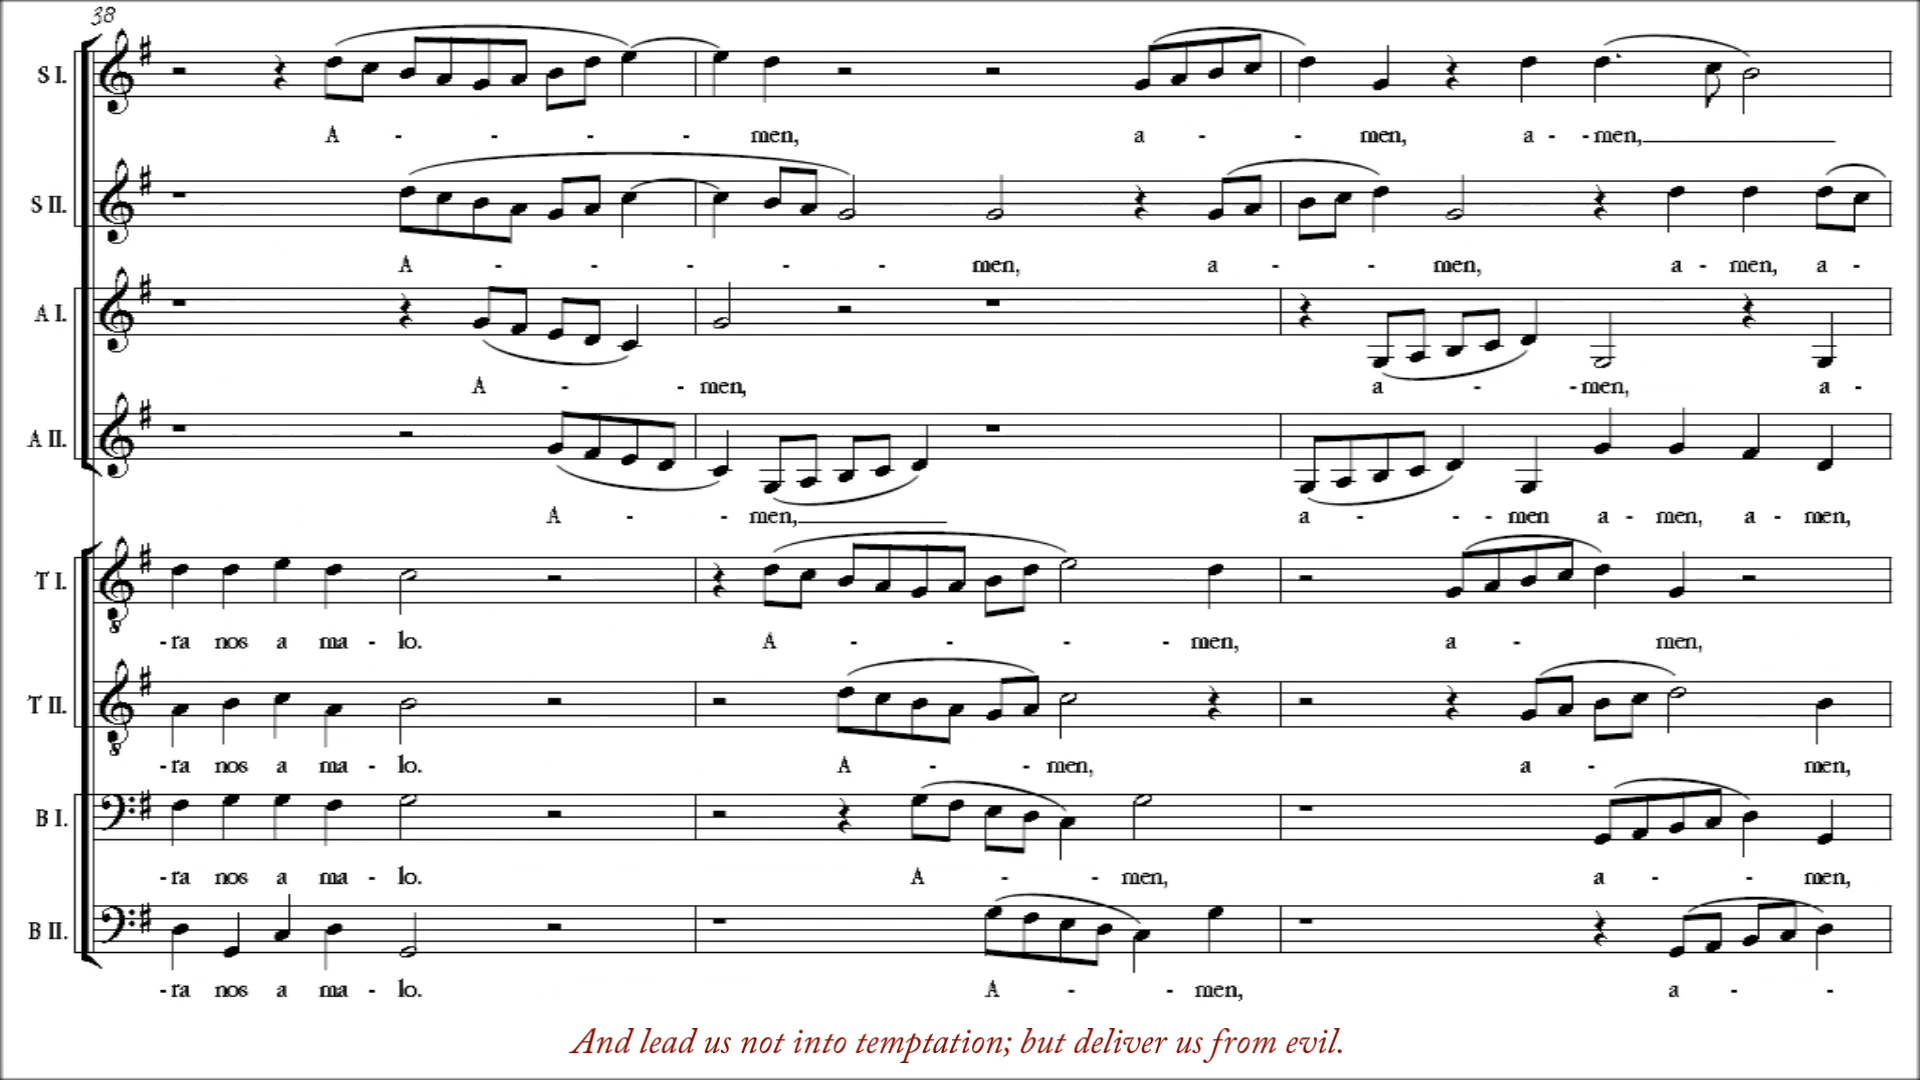 38
S I.
A - - - - - men, a - - men, a - - men,
S II.
A - - - - - - men, a - - men, a - men, a -
A I.
A - - men, a - - men, a -
A II.
A - - men, a - - - men a - men, a - men,
T I.
- ra nos a ma - lo. A - - - - men, a - men,
T II.
- ra nos a ma - lo. A - - men, a - men,
B I.
- ra nos a ma - lo. A - - men, a - - men,
B II.
- ra nos a ma - lo. A - - men, a - -
And lead us not into temptation; but deliver us from evil.